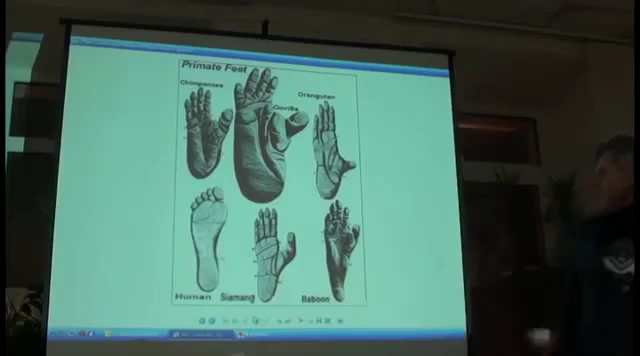 Primate Feet
Chimpanzee
Orangutan
Gorilla
Human
Siamang
Baboon